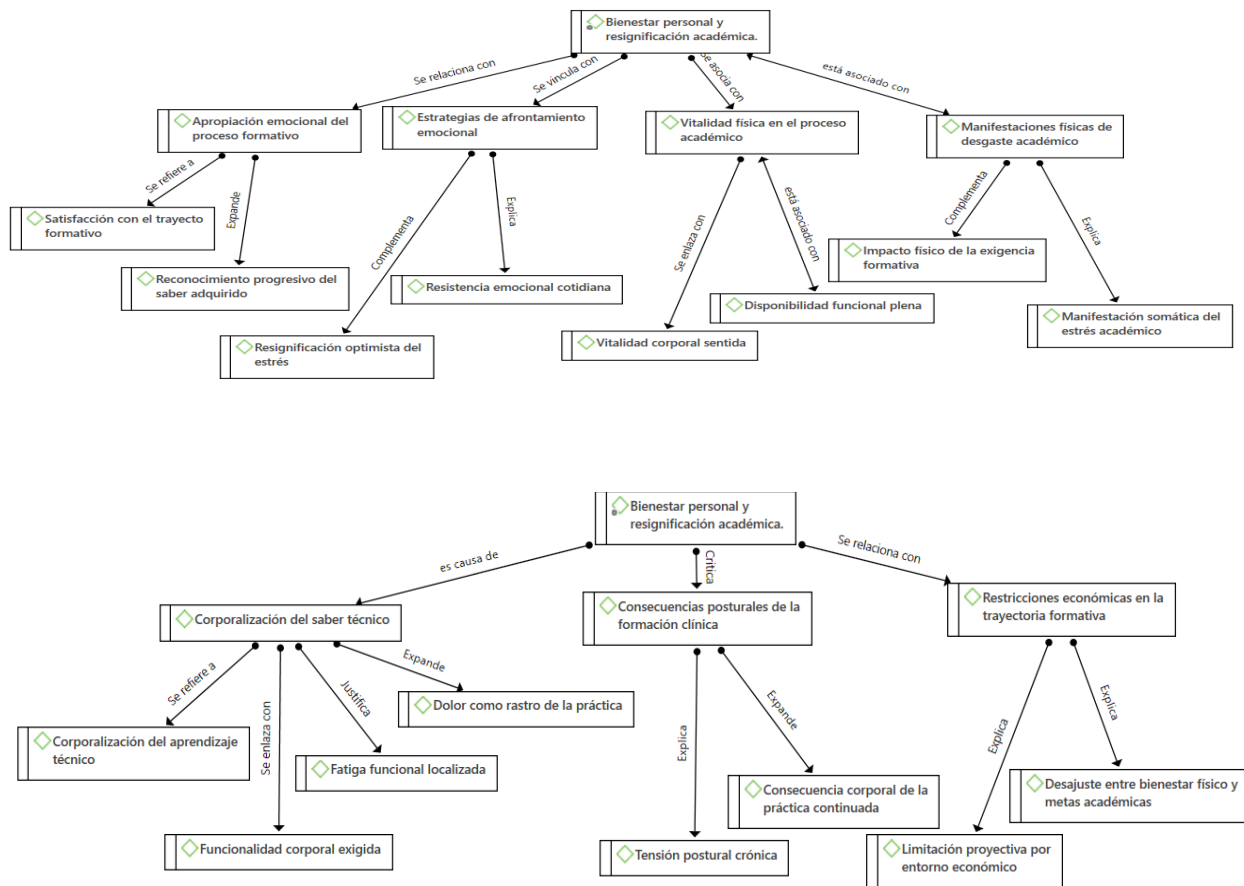 Bienestar personal y
resignificación académica.
Se relaciona con
Se vincula con
Se asocia con
está asociado con
Apropiación emocional del
proceso formativo
Estrategias de afrontamiento
emocional
Vitalidad física en el proceso
académico
Manifestaciones físicas de
desgaste académico
Se refiere a
Expande
Complementa
Explica
Se enlaza con
está asociado con
Complementa
Explica
Satisfacción con el trayecto
formativo
Reconocimiento progresivo del
saber adquirido
Resistencia emocional cotidiana
Resignificación optimista del
estrés
Disponibilidad funcional plena
Vitalidad corporal sentida
Impacto físico de la exigencia
formativa
Manifestación somática del
estrés académico
Bienestar personal y
resignificación académica.
es causa de
Critica
Se relaciona con
Corporalización del saber técnico
Consecuencias posturales de la
formación clínica
Restricciones económicas en la
trayectoria formativa
Se refiere a
Se enlaza con
Justifica
Expande
Explica
Expande
Explica
Explica
Corporalización del aprendizaje
técnico
Dolor como rastro de la práctica
Fatiga funcional localizada
Funcionalidad corporal exigida
Consecuencia corporal de la
práctica continuada
Tensión postural crónica
Desajuste entre bienestar físico y
metas académicas
Limitación proyectiva por
entorno económico